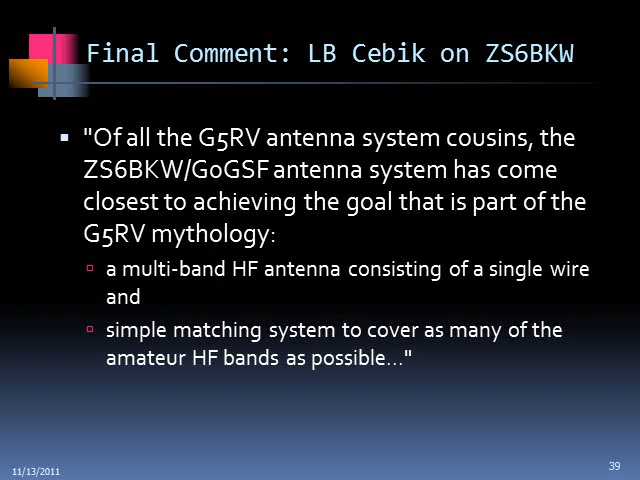 Final Comment: LB Cebik on ZS6BKW
"Of all the G5RV antenna system cousins, the
ZS6BKW/G0GSF antenna system has come
closest to achieving the goal that is part of the
G5RV mythology:
a multi-band HF antenna consisting of a single wire
and
simple matching system to cover as many of the
amateur HF bands as possible..."
11/13/2011
39